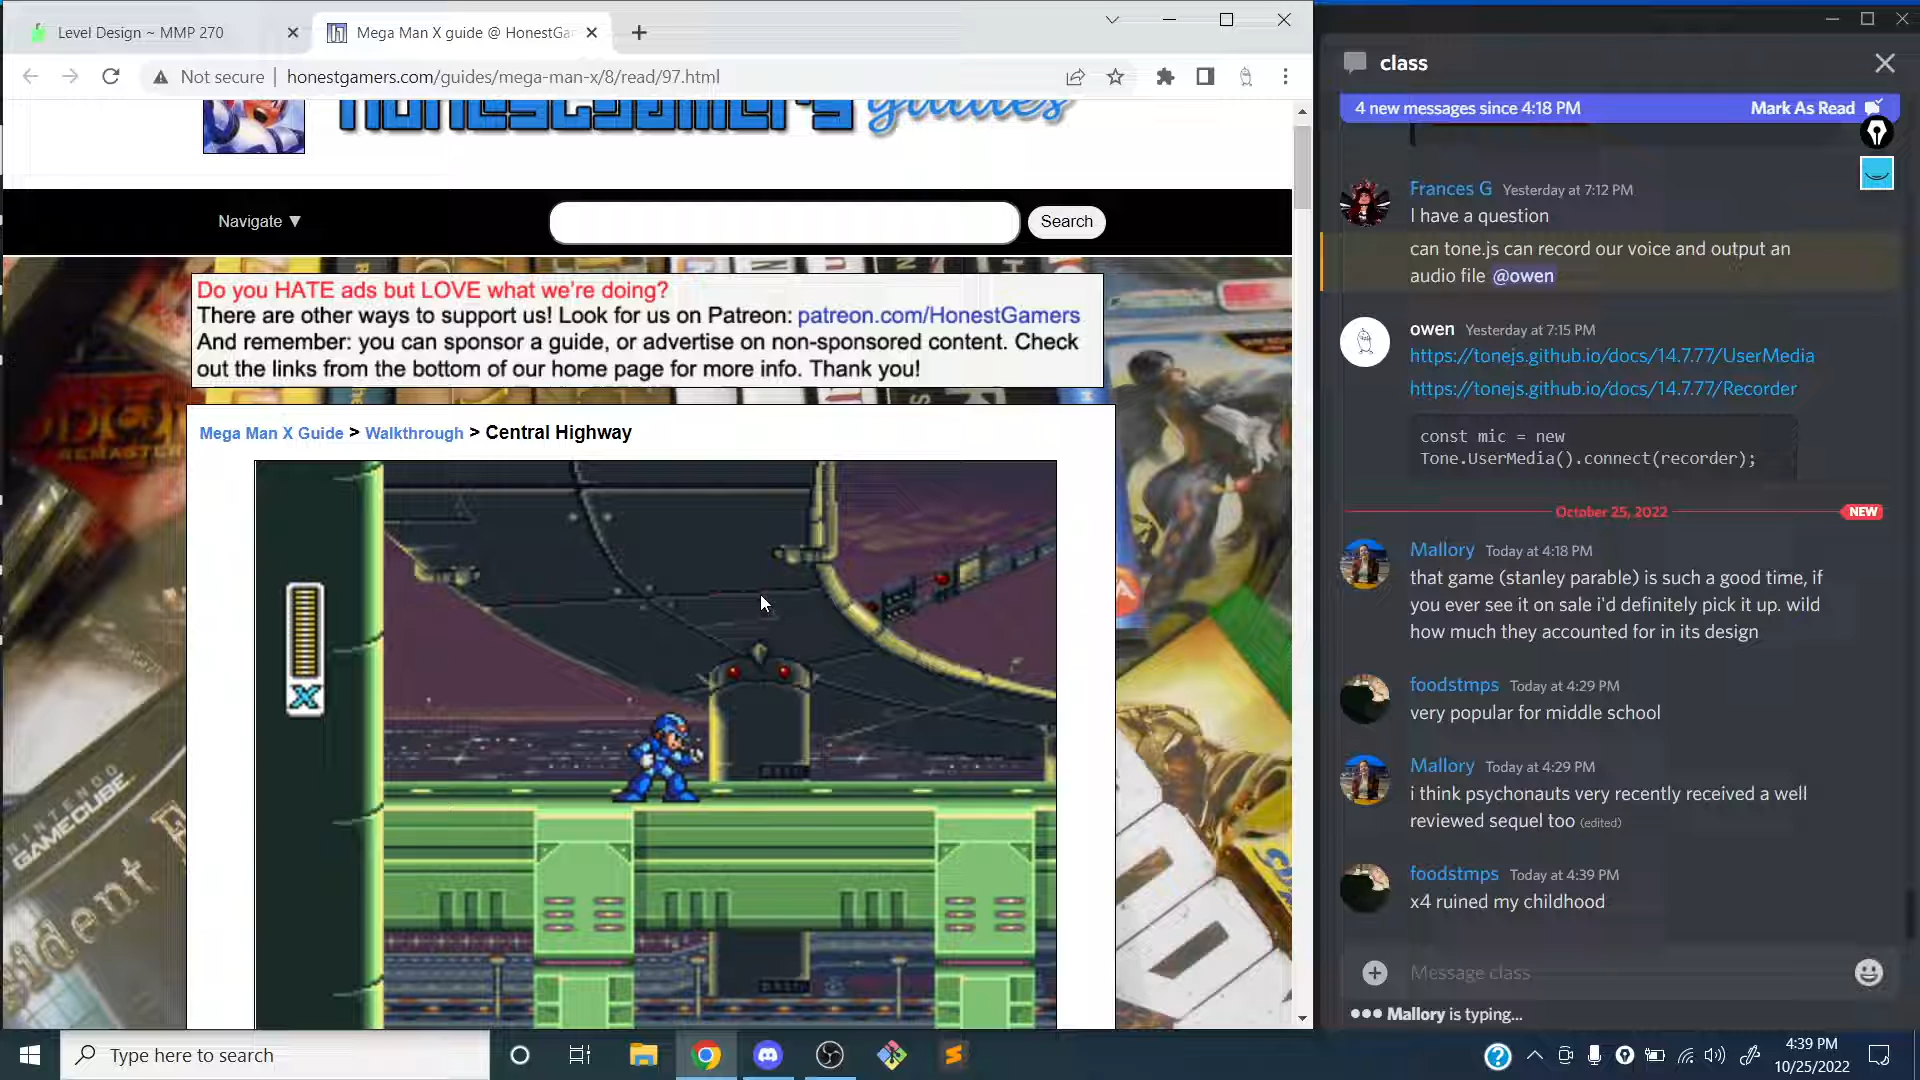 Level Design ~ MMP 270
Mega Man X guide @ HonestGa
Not secure
honestgamers.com/guides/mega-man-x/8/read/97.html
HonestGamers guides
Navigate ▼
Search
Do you HATE ads but LOVE what we're doing?
There are other ways to support us! Look for us on Patreon: patreon.com/HonestGamers
And remember: you can sponsor a guide, or advertise on non-sponsored content. Check
out the links from the bottom of our home page for more info. Thank you!
Mega Man X Guide > Walkthrough > Central Highway
X
REMASTER
NINTENDO
GAMECUBE
class
4 new messages since 4:18 PM
Mark As Read
Frances G Yesterday at 7:12 PM
I have a question
can tone.js can record our voice and output an
audio file @owen
owen Yesterday at 7:15 PM
https://tonejs.github.io/docs/14.7.77/UserMedia
https://tonejs.github.io/docs/14.7.77/Recorder
const mic = new
Tone.UserMedia().connect(recorder);
October 25, 2022
NEW
Mallory Today at 4:18 PM
that game (stanley parable) is such a good time, if
you ever see it on sale i'd definitely pick it up. wild
how much they accounted for in its design
foodstmps Today at 4:29 PM
very popular for middle school
Mallory Today at 4:29 PM
i think psychonauts very recently received a well
reviewed sequel too (edited)
foodstmps Today at 4:39 PM
x4 ruined my childhood
Message class
Mallory is typing...
Type here to search
4:39 PM
10/25/2022